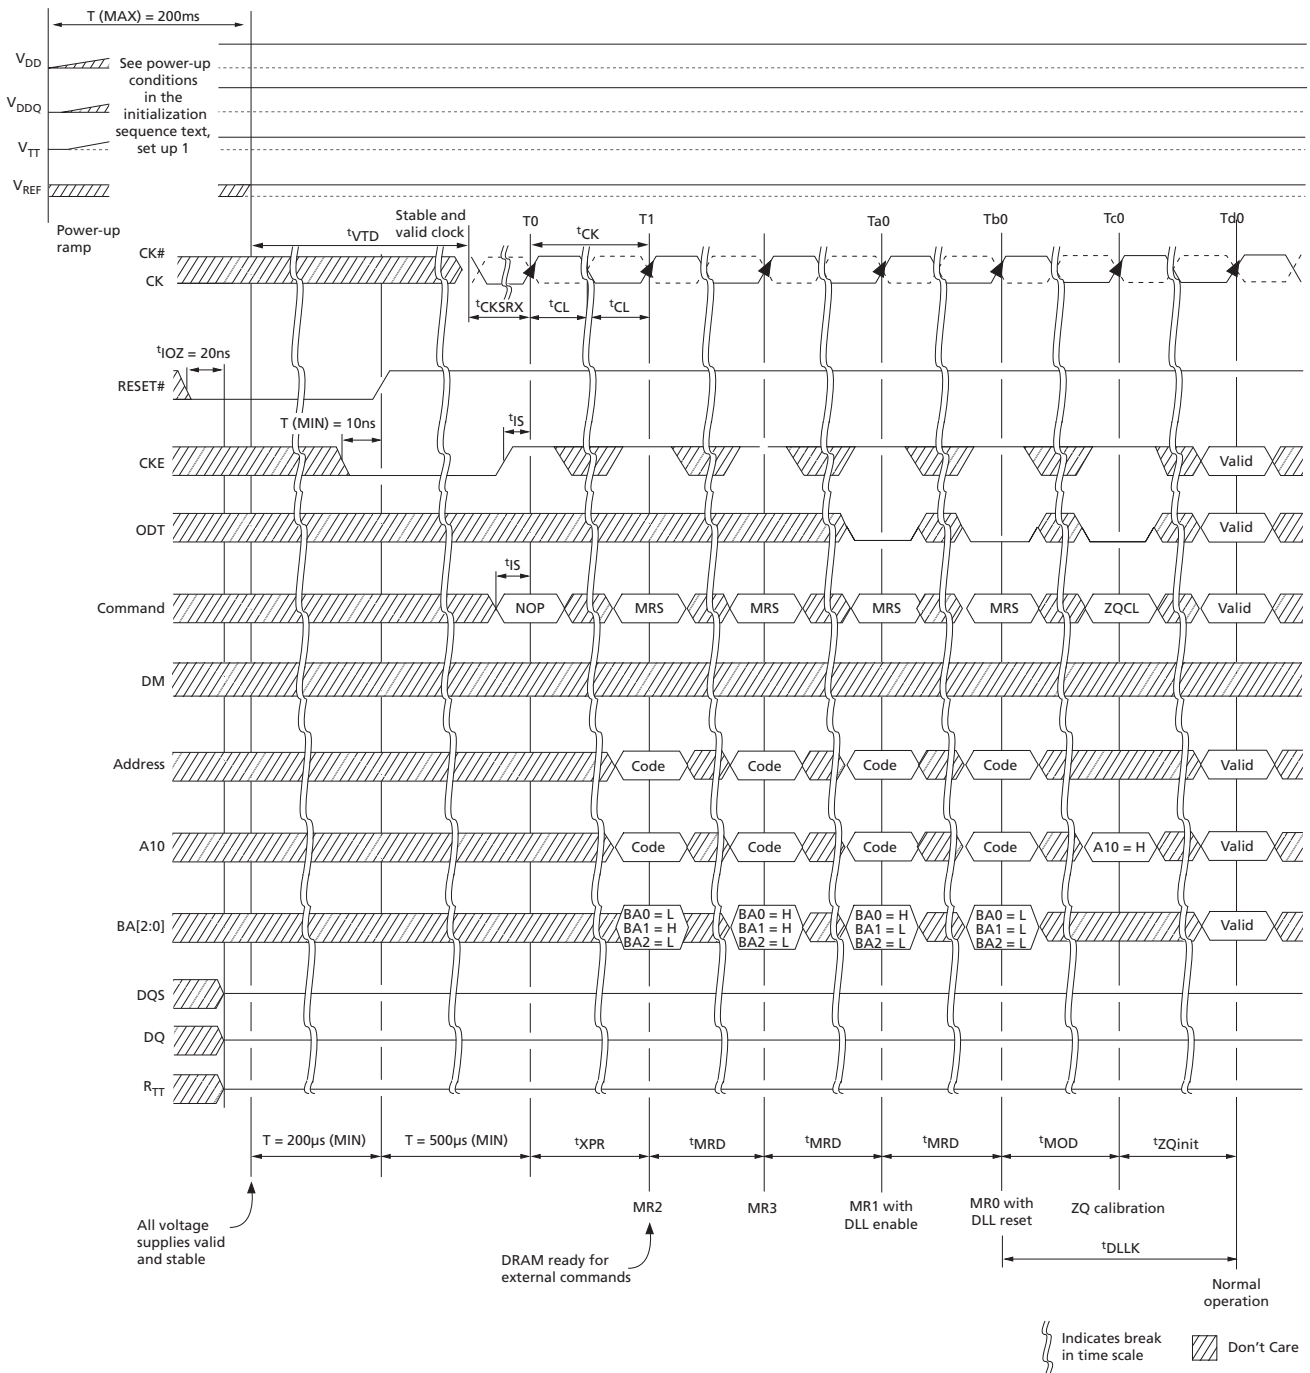 T (MAX) = 200ms
VDD
See power-up
conditions
in the
initialization
sequence text,
set up 1
VDDQ
VTT
VREF
Power-up
ramp
Stable and
valid clock
T0
T1
Ta0
Tb0
Tc0
Td0
tVTD
tCK
CK#
CK
tCKSRX
tCL
tCL
tIOZ = 20ns
RESET#
T (MIN) = 10ns
tIS
CKE
Valid
ODT
Valid
tIS
Command
NOP
MRS
MRS
MRS
MRS
ZQCL
Valid
DM
Address
Code
Code
Code
Code
Valid
A10
Code
Code
Code
Code
A10 = H
Valid
BA[2:0]
BA0 = L
BA1 = H
BA2 = L
BA0 = H
BA1 = H
BA2 = L
BA0 = H
BA1 = L
BA2 = L
BA0 = L
BA1 = L
BA2 = L
Valid
DQS
DQ
RTT
T = 200µs (MIN)
T = 500µs (MIN)
tXPR
tMRD
tMRD
tMRD
tMOD
tZQinit
MR2
MR3
MR1 with
DLL enable
MR0 with
DLL reset
ZQ calibration
All voltage
supplies valid
and stable
DRAM ready for
external commands
tDLLK
Normal
operation
Indicates break
in time scale
Don't Care